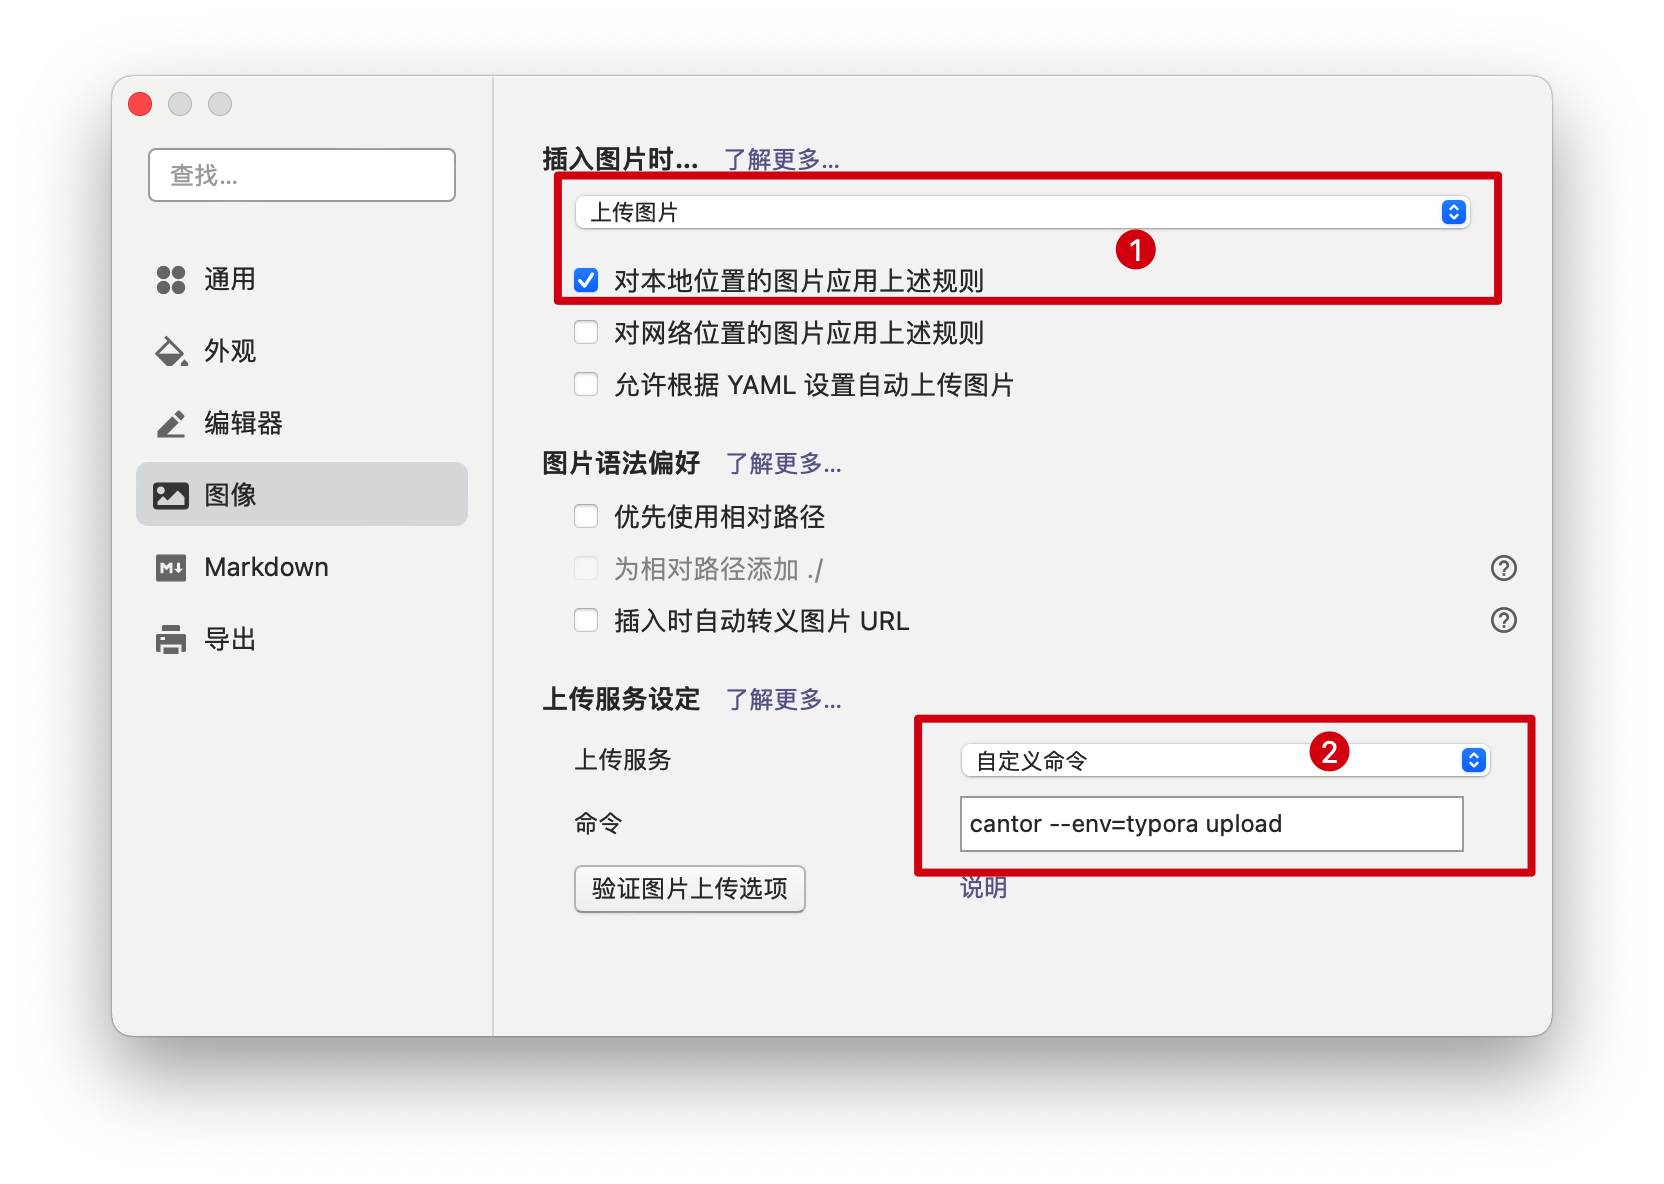 查找...
通用
外观
编辑器
图像
Markdown
导出
插入图片时... 了解更多...
上传图片
1
对本地位置的图片应用上述规则
对网络位置的图片应用上述规则
允许根据 YAML 设置自动上传图片
图片语法偏好 了解更多...
优先使用相对路径
为相对路径添加 ./
?
插入时自动转义图片 URL
?
上传服务设定 了解更多...
上传服务 自定义命令
2
命令 cantor --env=typora upload
验证图片上传选项 说明